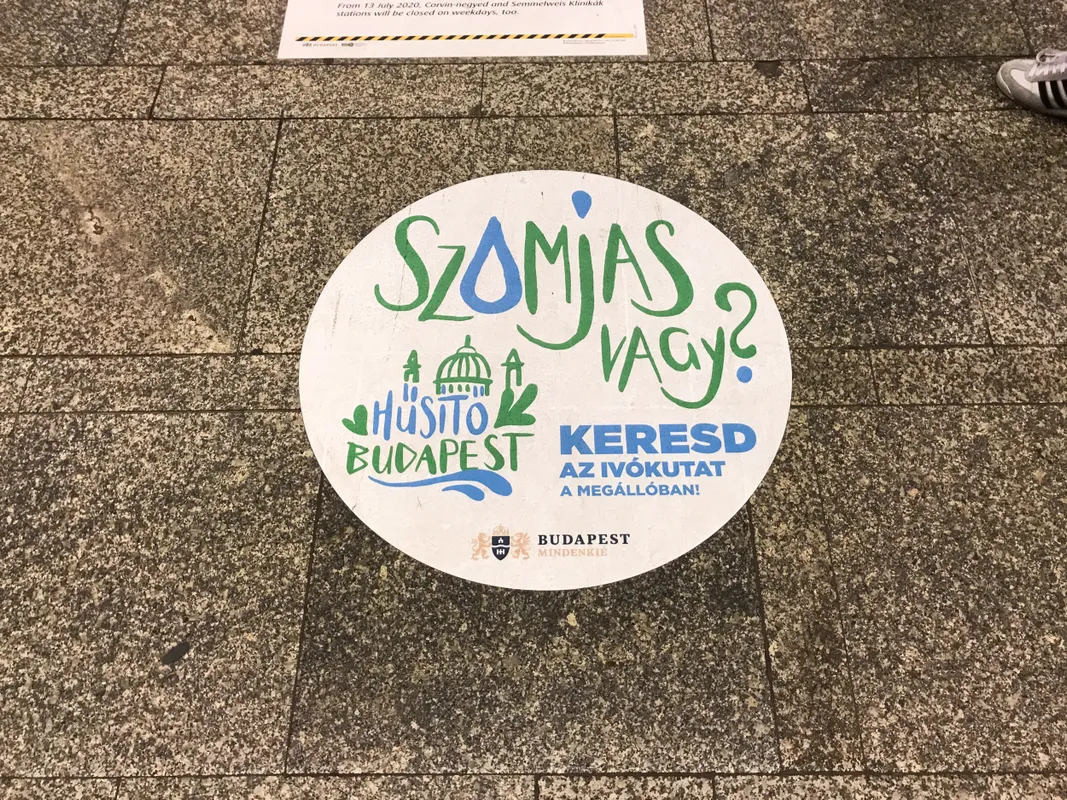 From 13 July 2020, Corvin-negyed and Semmelweis Klinikák
stations will be closed on weekdays, too.
SZOMJAS
VAGY?
HŰSÍTŐ
BUDAPEST
KERESD
AZ IVÓKUTAT
A MEGÁLLÓBAN!
BUDAPEST
MINDENKIÉ